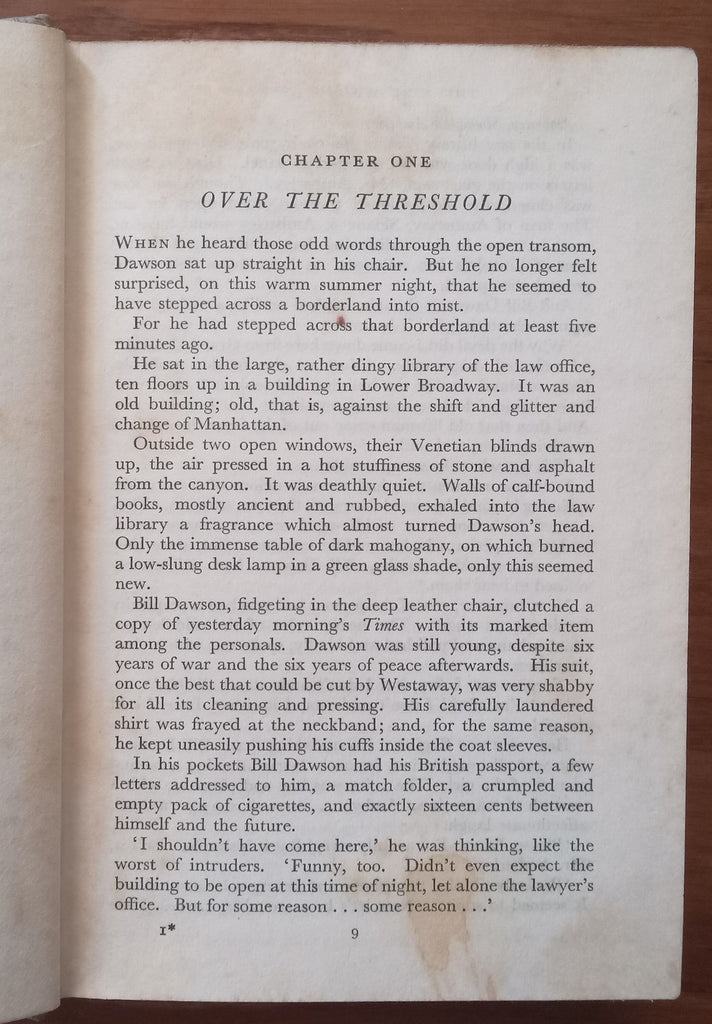 CHAPTER ONE
OVER THE THRESHOLD
WHEN he heard those odd words through the open transom,
Dawson sat up straight in his chair. But he no longer felt
surprised, on this warm summer night, that he seemed to
have stepped across a borderland into mist.
For he had stepped across that borderland at least five
minutes ago.
He sat in the large, rather dingy library of the law office,
ten floors up in a building in Lower Broadway. It was an
old building; old, that is, against the shift and glitter and
change of Manhattan.
Outside two open windows, their Venetian blinds drawn
up, the air pressed in a hot stuffiness of stone and asphalt
from the canyon. It was deathly quiet. Walls of calf-bound
books, mostly ancient and rubbed, exhaled into the law
library a fragrance which almost turned Dawson's head.
Only the immense table of dark mahogany, on which burned
a low-slung desk lamp in a green glass shade, only this seemed
new.
Bill Dawson, fidgeting in the deep leather chair, clutched a
copy of yesterday morning's Times with its marked item
among the personals. Dawson was still young, despite six
years of war and the six years of peace afterwards. His suit,
once the best that could be cut by Westaway, was very shabby
for all its cleaning and pressing. His carefully laundered
shirt was frayed at the neckband; and, for the same reason,
he kept uneasily pushing his cuffs inside the coat sleeves.
In his pockets Bill Dawson had his British passport, a few
letters addressed to him, a match folder, a crumpled and
empty pack of cigarettes, and exactly sixteen cents between
himself and the future.
'I shouldn't have come here,' he was thinking, like the
worst of intruders. 'Funny, too. Didn't even expect the
building to be open at this time of night, let alone the lawyer's
office. But for some reason . . . some reason . . .'
1* 9